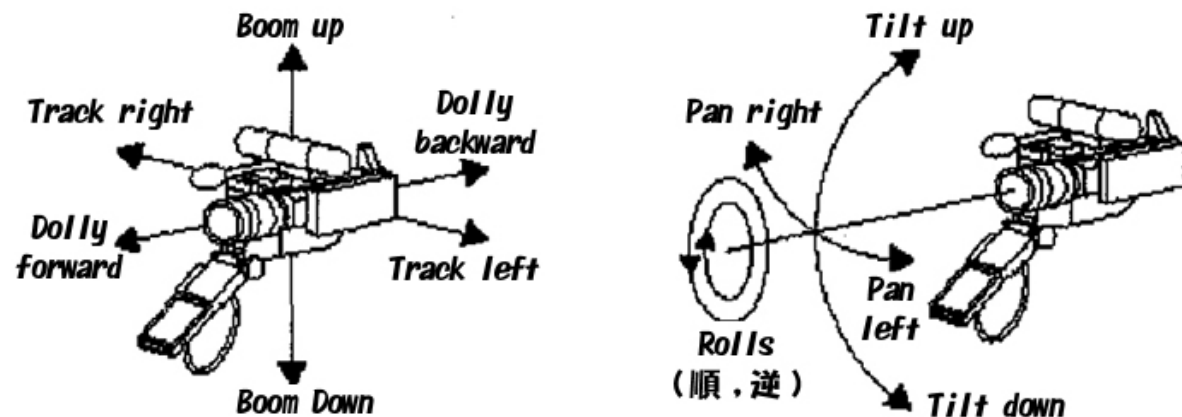 Boom up
Track right
Dolly
backward
Dolly
forward
Track left
Boom Down
Tilt up
Pan right
Pan
left
Rolls
(順,逆)
Tilt down